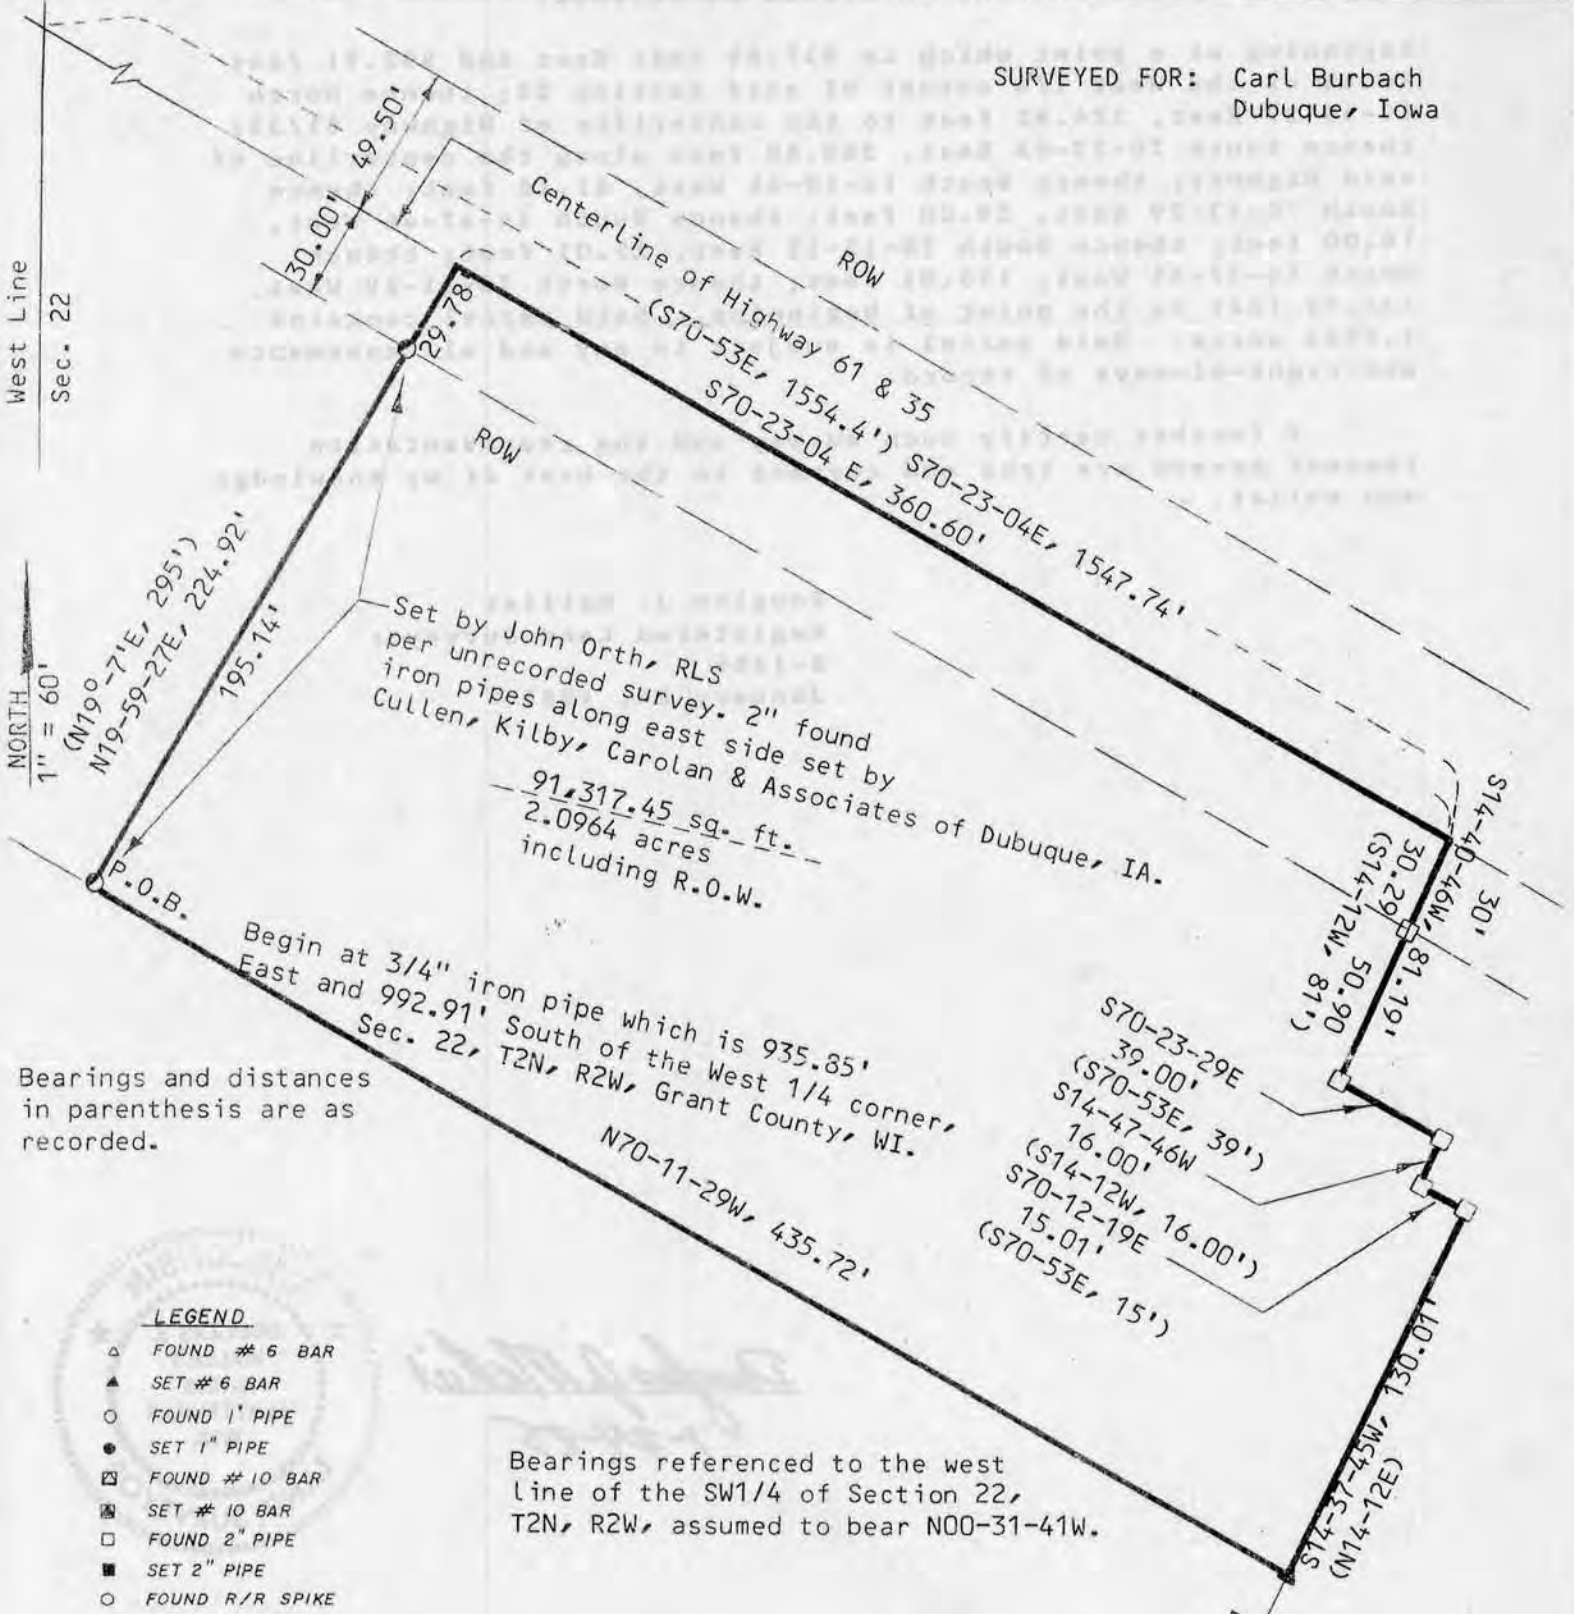 SURVEYED FOR: Carl Burbach
Dubuque, Iowa
West Line
Sec. 22
49.50'
30.00'
29.78'
Centerline of Highway 61 & 35
ROW
(S70-53E, 1554.4') S70-23-04E, 1547.74'
S70-23-04 E, 360.60'
ROW
NORTH
1" = 60'
(N19°-7'E, 295')
N19-59-27E, 224.92'
195.14'
Set by John Orth, RLS
per unrecorded survey. 2" found
iron pipes along east side set by
Cullen, Kilby, Carolan & Associates of Dubuque, IA.
91,317.45 sq. ft.
2.0964 acres
including R.O.W.
P.O.B.
Begin at 3/4" iron pipe which is 935.85'
East and 992.91' South of the West 1/4 corner,
Sec. 22, T2N, R2W, Grant County, WI.
N70-11-29W, 435.72'
30'
S14-40-46W, 81.19'
30.29 50.90
(S14-12W, 81')
S70-23-29E
39.00'
(S70-53E, 39')
S14-47-46W
16.00'
(S14-12W, 16.00')
S70-12-19E
15.01'
(S70-53E, 15')
S14-37-45W, 130.01'
(N14-12E)
Bearings and distances
in parenthesis are as
recorded.
LEGEND
FOUND # 6 BAR
SET # 6 BAR
FOUND 1" PIPE
SET 1" PIPE
FOUND # 10 BAR
SET # 10 BAR
FOUND 2" PIPE
SET 2" PIPE
FOUND R/R SPIKE
Bearings referenced to the west
line of the SW1/4 of Section 22,
T2N, R2W, assumed to bear N00-31-41W.